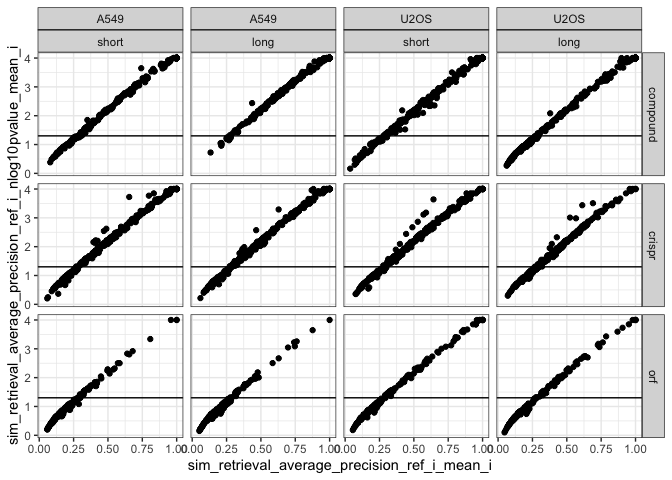 A549 A549 U2OS U2OS
short long short long
4
3
2
1
0
compound
4
3
2
1
0
crispr
4
3
2
1
0
orf
0.00 0.25 0.50 0.75 1.00 0.00 0.25 0.50 0.75 1.00 0.00 0.25 0.50 0.75 1.00 0.00 0.25 0.50 0.75 1.00
sim_retrieval_average_precision_ref_i_mean_i
sim_retrieval_average_precision_ref_i_nlog10pvalue_mean_i